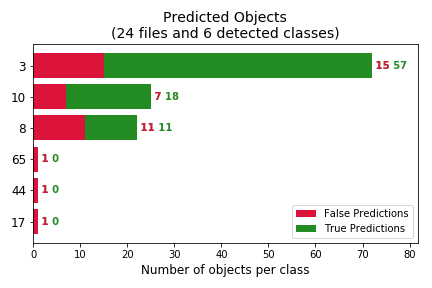 Predicted Objects
(24 files and 6 detected classes)
3 15 57
10 7 18
8 11 11
65 1 0
44 1 0
17 1 0
False Predictions
True Predictions
0 10 20 30 40 50 60 70 80
Number of objects per class